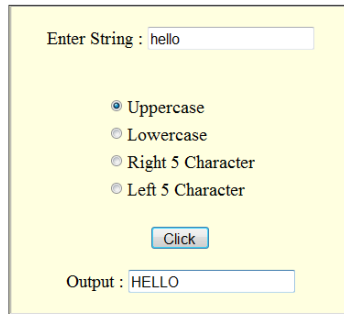 Enter String : hello
Uppercase
Lowercase
Right 5 Character
Left 5 Character
Click
Output : HELLO